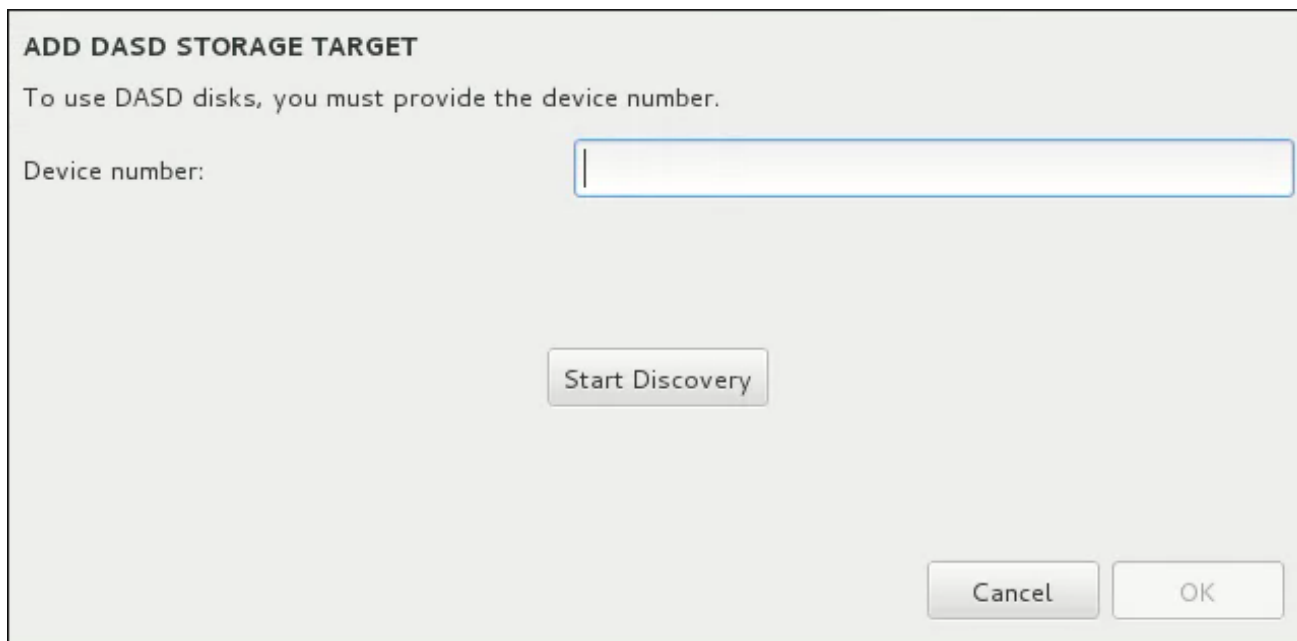 ADD DASD STORAGE TARGET
To use DASD disks, you must provide the device number.
Device number:
Start Discovery
Cancel
OK